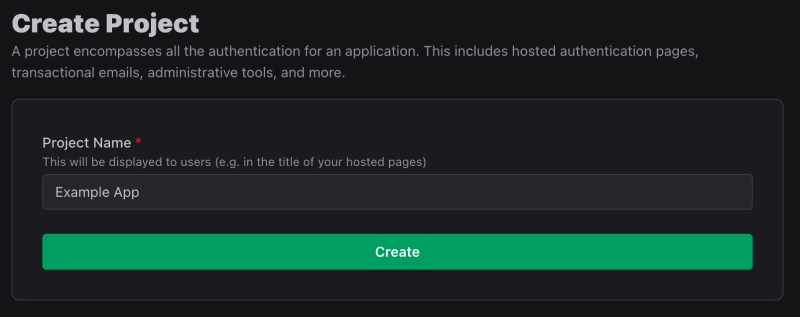 Create Project
A project encompasses all the authentication for an application. This includes hosted authentication pages,
transactional emails, administrative tools, and more.
Project Name *
This will be displayed to users (e.g. in the title of your hosted pages)
Example App
Create